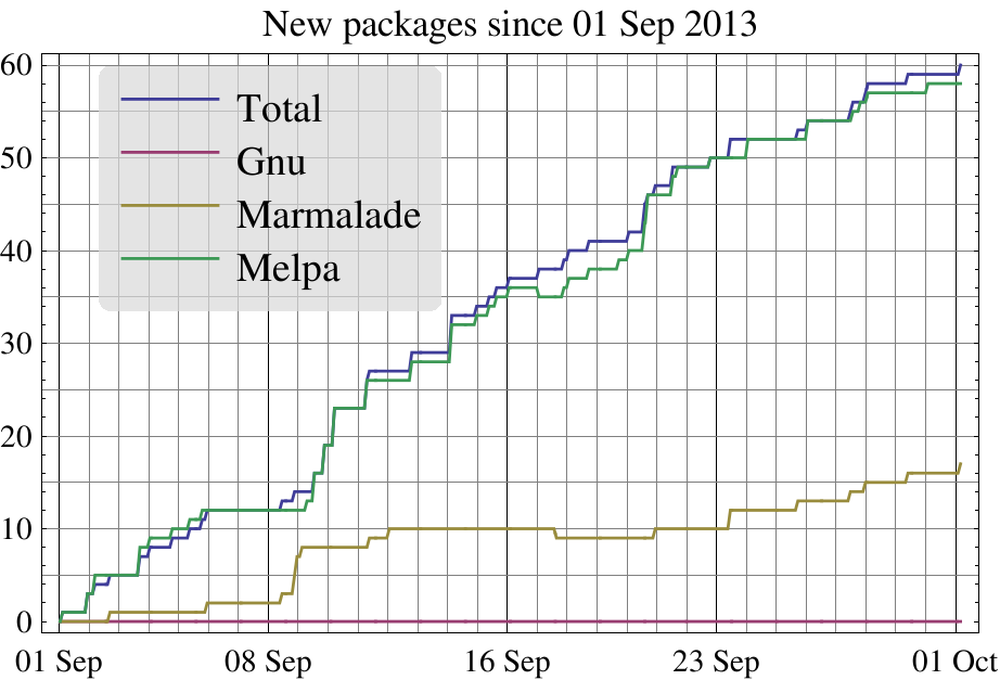 New packages since 01 Sep 2013
60
50
40
30
20
10
0
Total
Gnu
Marmalade
Melpa
01 Sep 08 Sep 16 Sep 23 Sep 01 Oct